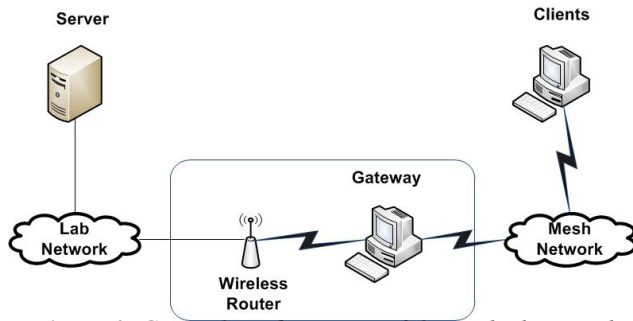 Server
Clients
Gateway
Lab
Network
Mesh
Network
Wireless
Router